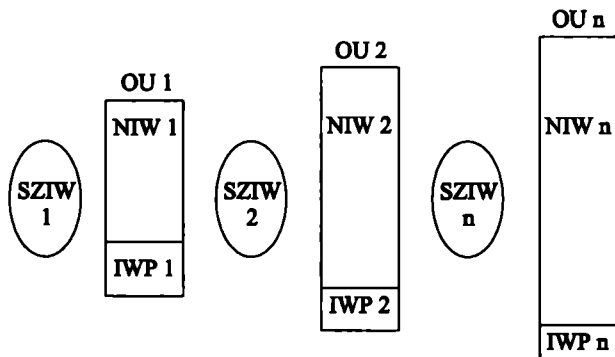 OU 1
NIW 1
IWP 1
SZIW
1
OU 2
NIW 2
IWP 2
SZIW
2
OU n
NIW n
IWP n
SZIW
n